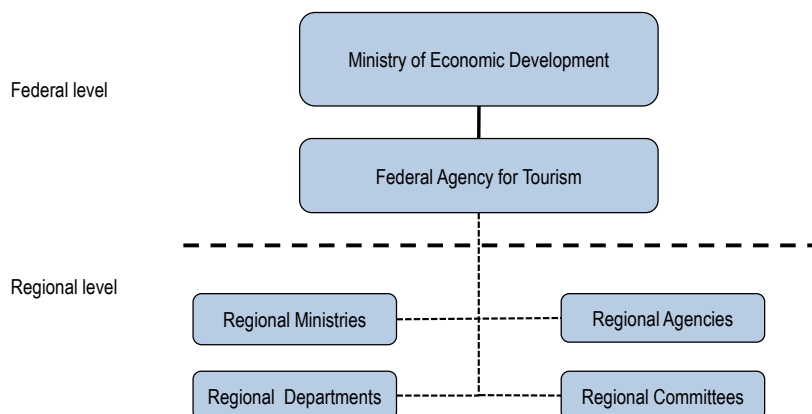 Ministry of Economic Development
Federal level
Federal Agency for Tourism
Regional level
Regional Ministries
Regional Agencies
Regional Departments
Regional Committees